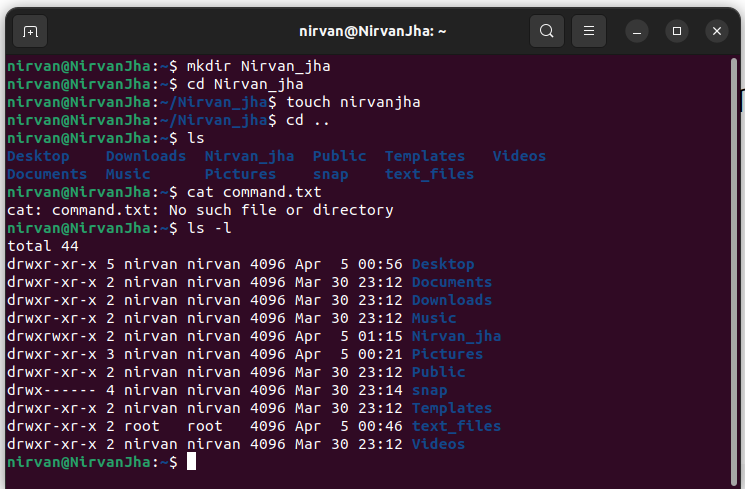 nirvan@NirvanJha: ~
nirvan@NirvanJha:~$ mkdir Nirvan_jha
nirvan@NirvanJha:~$ cd Nirvan_jha
nirvan@NirvanJha:~/Nirvan_jha$ touch nirvanjha
nirvan@NirvanJha:~/Nirvan_jha$ cd ..
nirvan@NirvanJha:~$ ls
Desktop    Downloads  Nirvan_jha  Public  Templates   Videos
Documents  Music      Pictures    snap    text_files
nirvan@NirvanJha:~$ cat command.txt
cat: command.txt: No such file or directory
nirvan@NirvanJha:~$ ls -l
total 44
drwxr-xr-x 5 nirvan nirvan 4096 Apr  5 00:56 Desktop
drwxr-xr-x 2 nirvan nirvan 4096 Mar 30 23:12 Documents
drwxr-xr-x 2 nirvan nirvan 4096 Mar 30 23:12 Downloads
drwxr-xr-x 2 nirvan nirvan 4096 Mar 30 23:12 Music
drwxrwxr-x 2 nirvan nirvan 4096 Apr  5 01:15 Nirvan_jha
drwxr-xr-x 3 nirvan nirvan 4096 Apr  5 00:21 Pictures
drwxr-xr-x 2 nirvan nirvan 4096 Mar 30 23:12 Public
drwx------ 4 nirvan nirvan 4096 Mar 30 23:14 snap
drwxr-xr-x 2 nirvan nirvan 4096 Mar 30 23:12 Templates
drwxr-xr-x 2 root   root   4096 Apr  5 00:46 text_files
drwxr-xr-x 2 nirvan nirvan 4096 Mar 30 23:12 Videos
nirvan@NirvanJha:~$